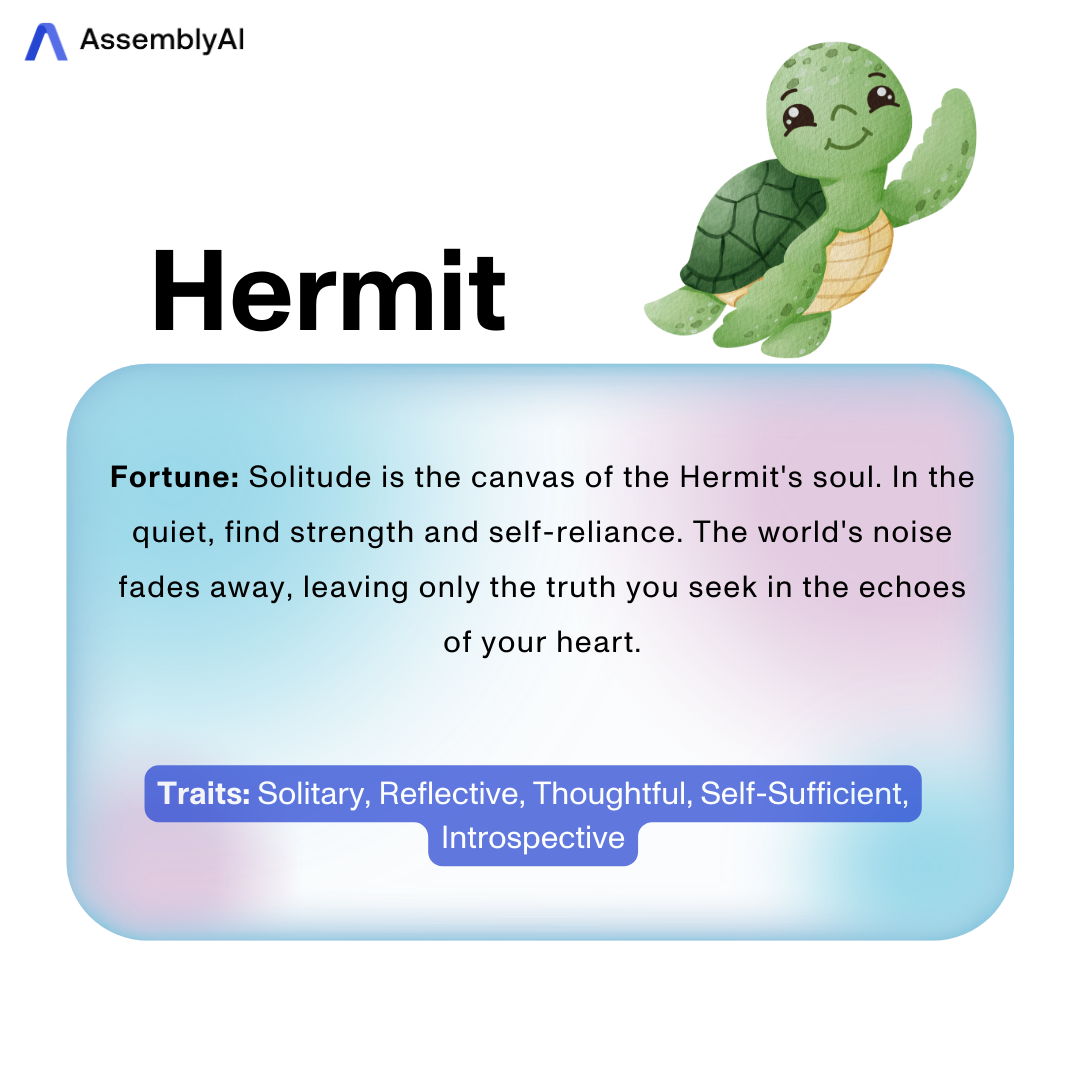 AssemblyAI
Hermit
Fortune: Solitude is the canvas of the Hermit's soul. In the
quiet, find strength and self-reliance. The world's noise
fades away, leaving only the truth you seek in the echoes
of your heart.
Traits: Solitary, Reflective, Thoughtful, Self-Sufficient,
Introspective